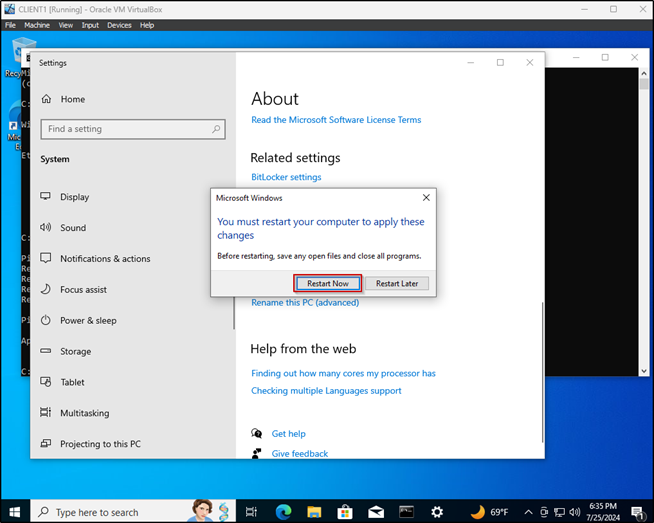 CLIENT1 [Running] - Oracle VM VirtualBox
File Machine View Input Devices Help
Settings
Home
Find a setting
System
Display
Sound
Notifications & actions
Focus assist
Power & sleep
Storage
Tablet
Multitasking
Projecting to this PC
About
Read the Microsoft Software License Terms
Related settings
BitLocker settings
Microsoft Windows
You must restart your computer to apply these
changes
Before restarting, save any open files and close all programs.
Restart Now Restart Later
Rename this PC (advanced)
Help from the web
Finding out how many cores my processor has
Checking multiple Languages support
Get help
Give feedback
Type here to search
69°F
6:35 PM
7/25/2024